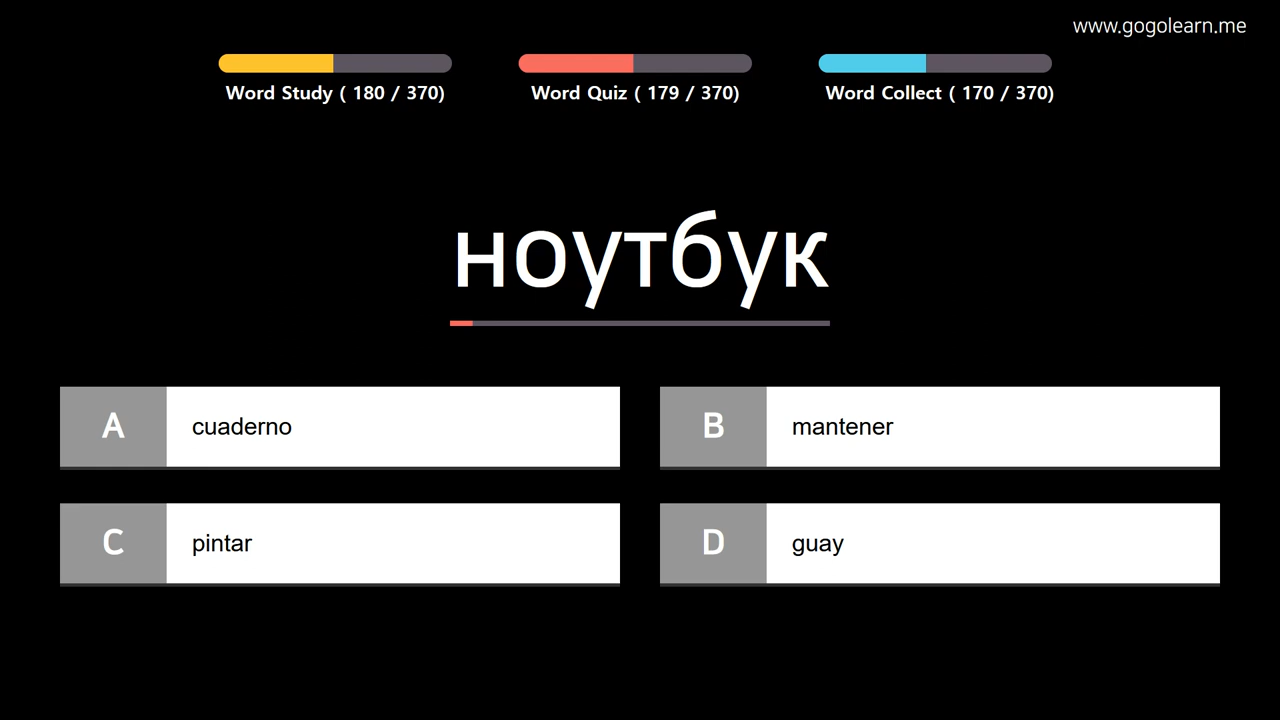 www.gogolearn.me
Word Study ( 180 / 370)
Word Quiz ( 179 / 370)
Word Collect ( 170 / 370)
ноутбук
A cuaderno
B mantener
C pintar
D guay